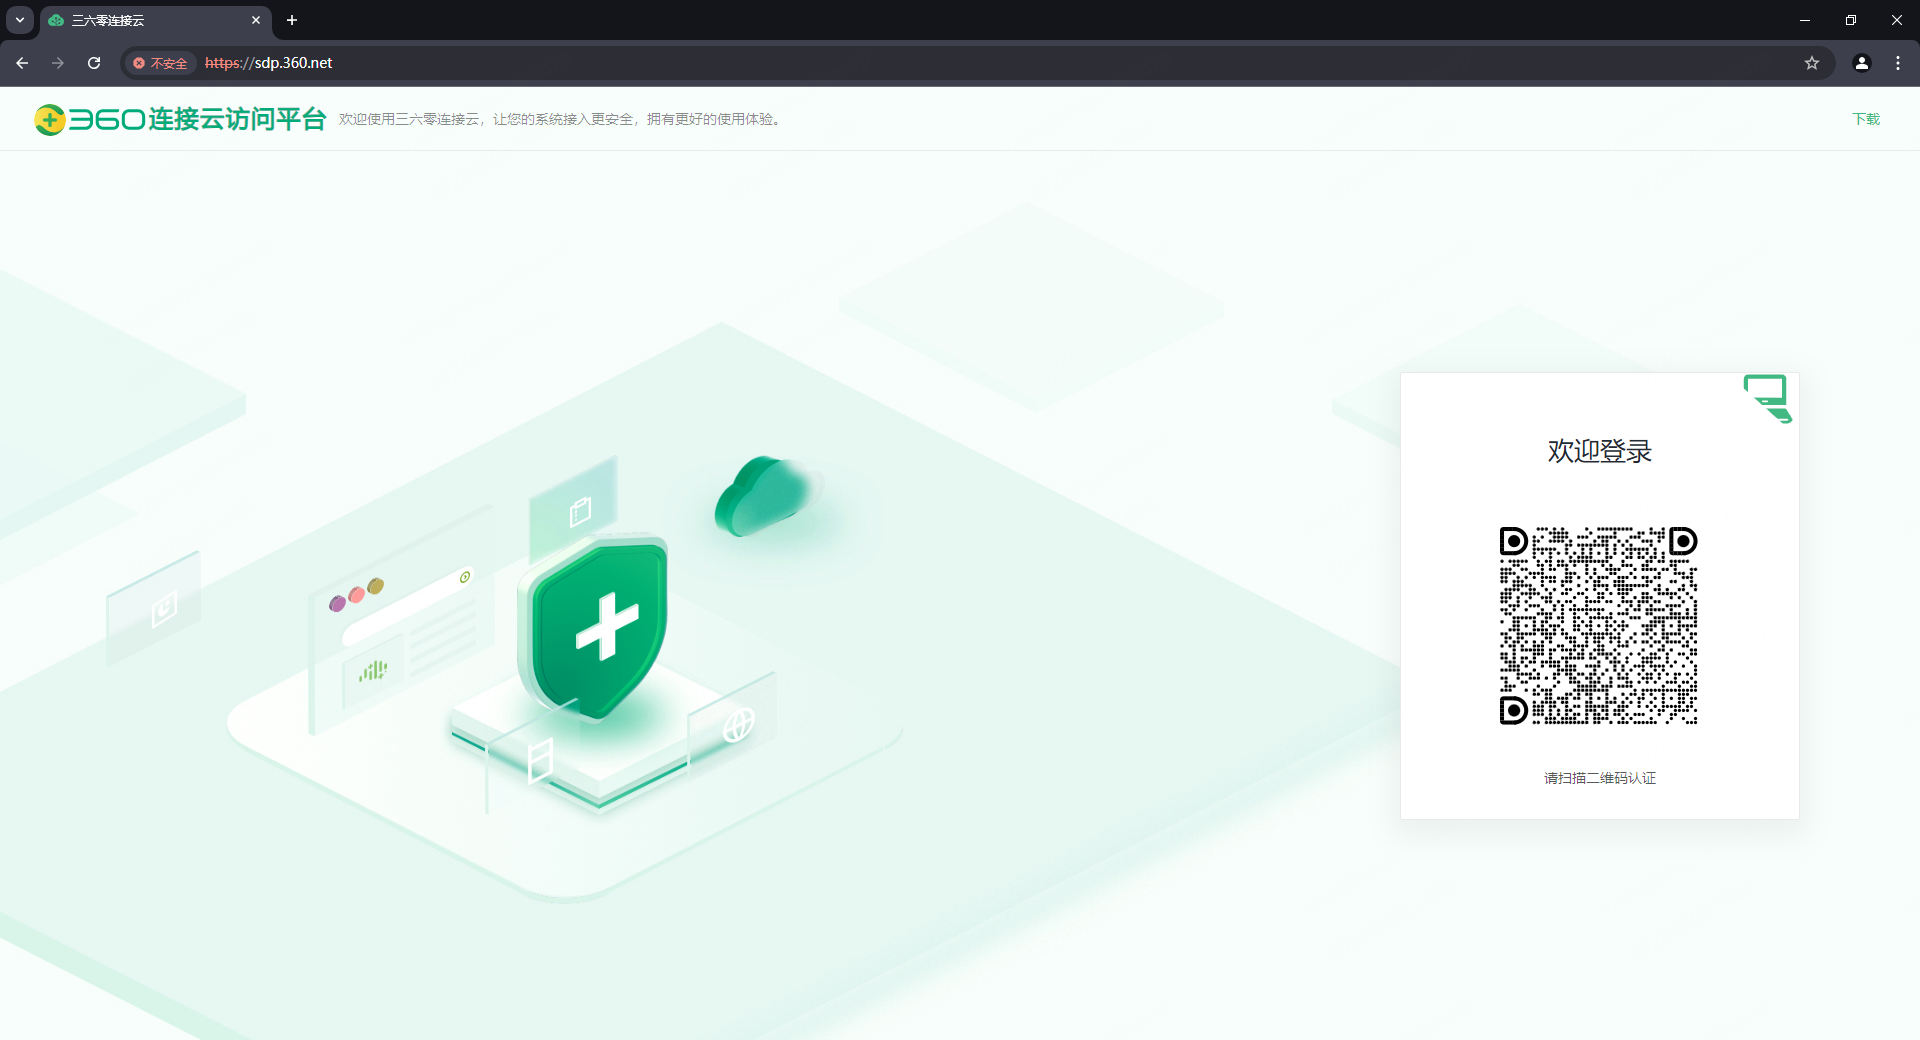 三六零连接云
不安全 https://sdp.360.net
360连接云访问平台 欢迎使用三六零连接云，让您的系统接入更安全，拥有更好的使用体验。 下载
欢迎登录
请扫描二维码认证